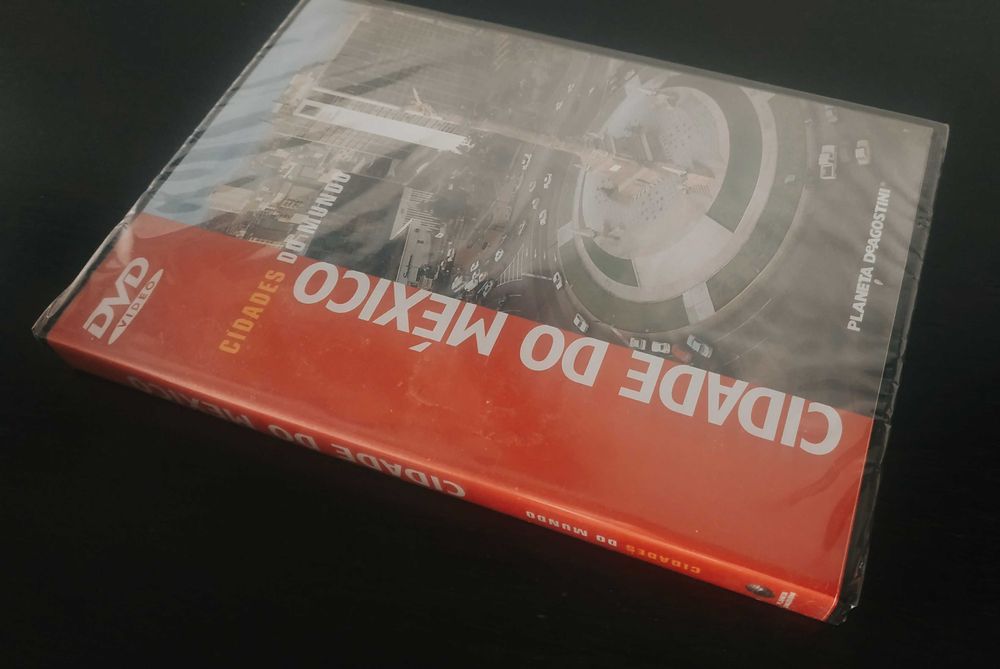 CIDADE DO MÉXICO
CIDADES DO MUNDO
DVD
VIDEO
PLANETA DeAGOSTINI
CIDADES DO MUNDO
CIDADE DO MÉXICO